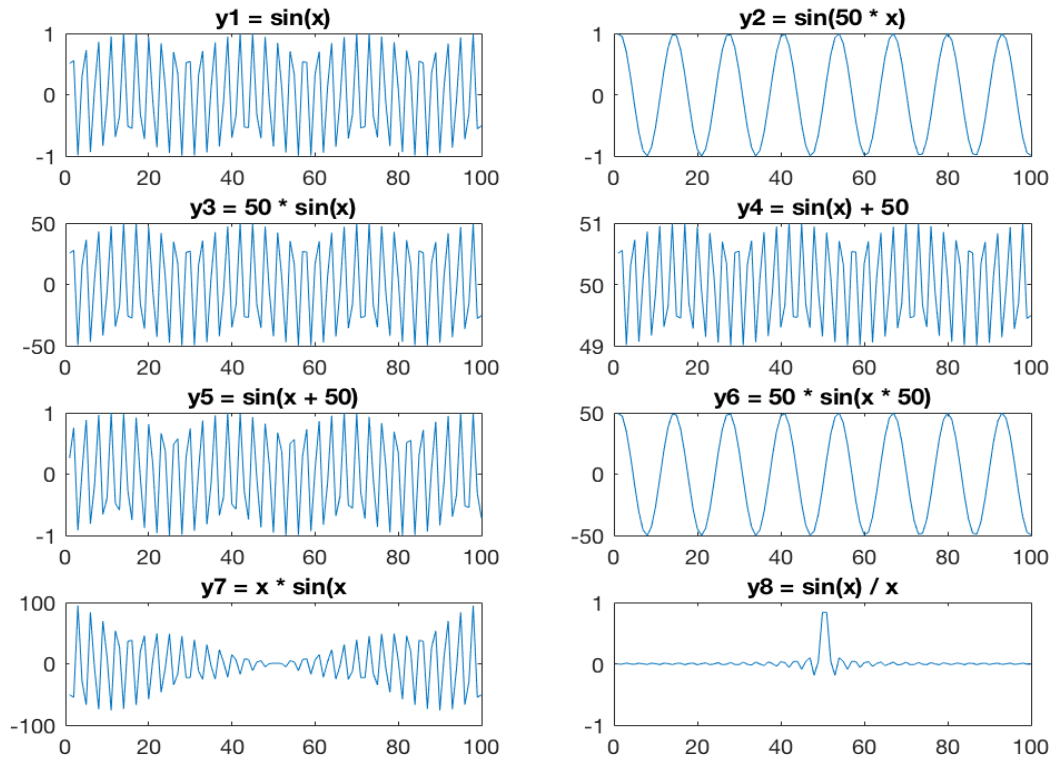 y1 = sin(x)
1
0
-1
0 20 40 60 80 100
y2 = sin(50 * x)
1
0
-1
0 20 40 60 80 100
y3 = 50 * sin(x)
50
0
-50
0 20 40 60 80 100
y4 = sin(x) + 50
51
50
49
0 20 40 60 80 100
y5 = sin(x + 50)
1
0
-1
0 20 40 60 80 100
y6 = 50 * sin(x * 50)
50
0
-50
0 20 40 60 80 100
y7 = x * sin(x
100
0
-100
0 20 40 60 80 100
y8 = sin(x) / x
1
0
-1
0 20 40 60 80 100